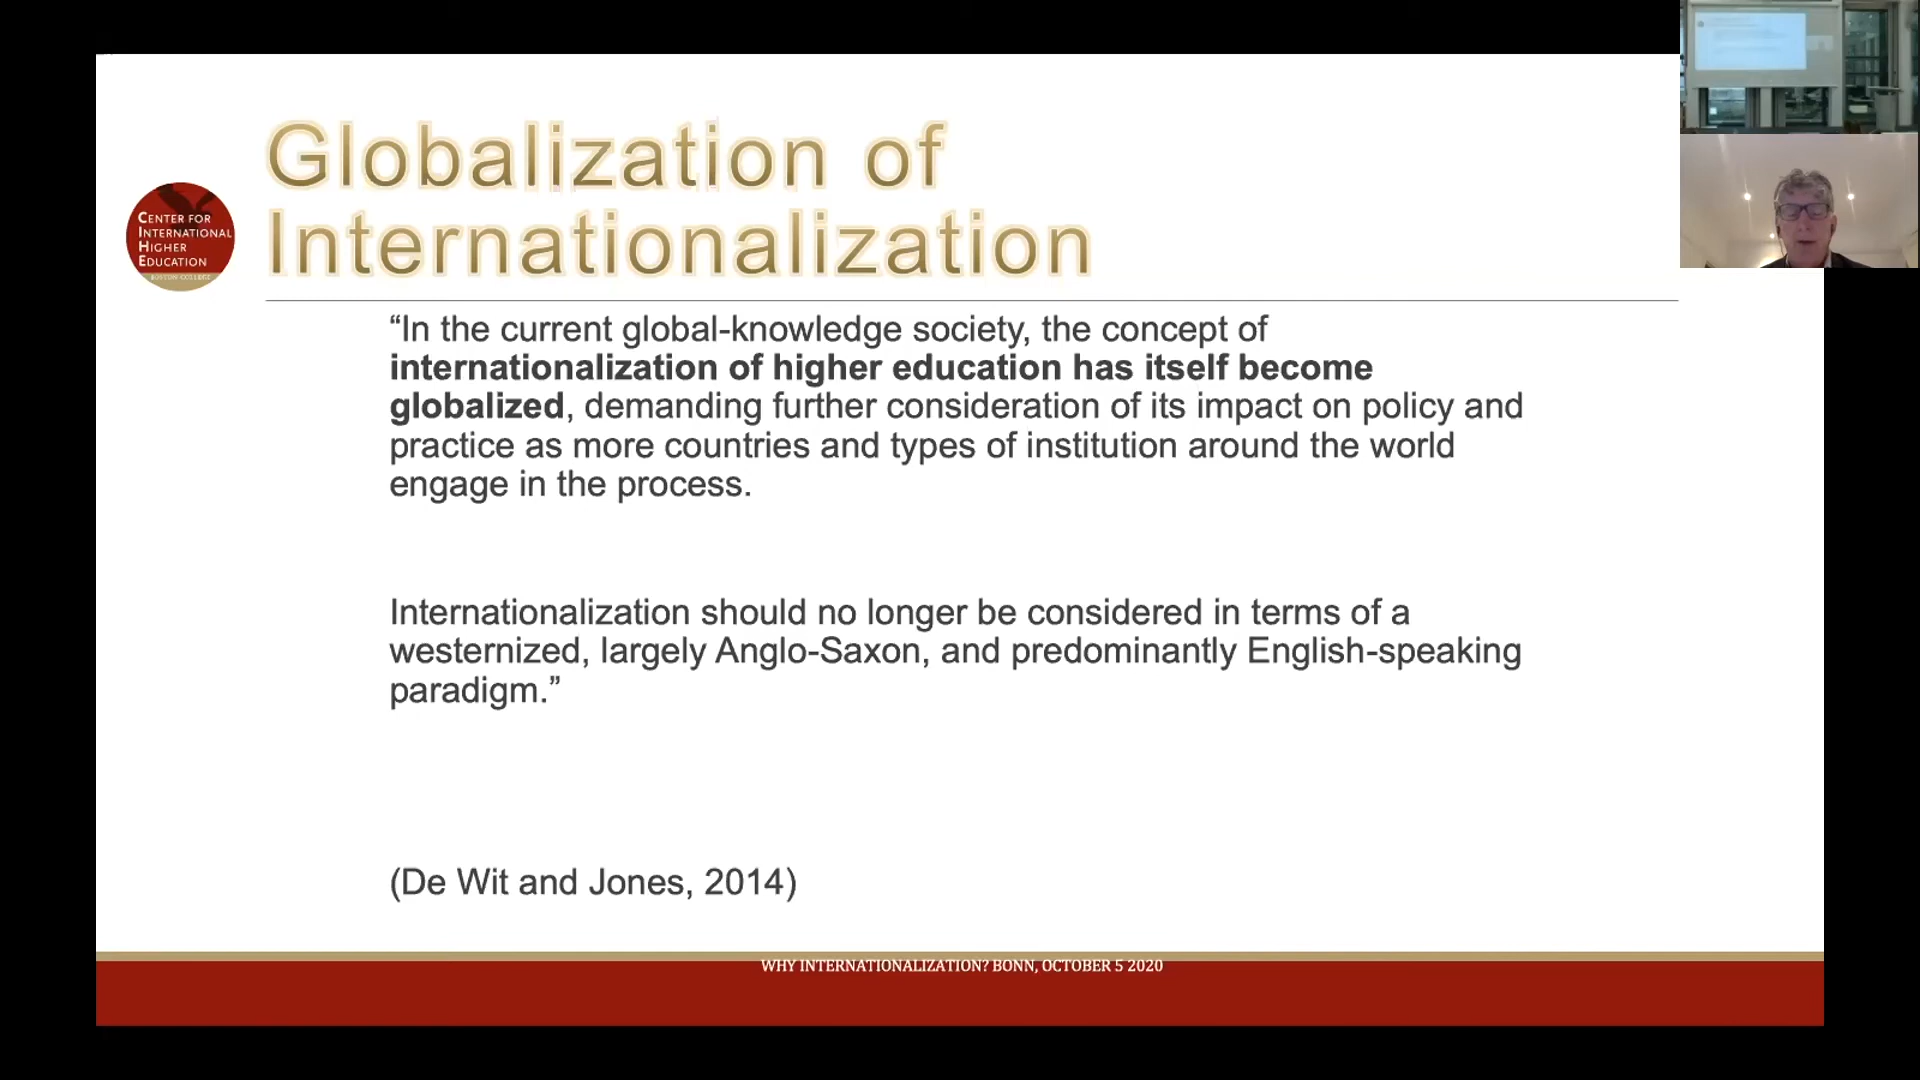 Globalization of
Internationalization
CENTER FOR
INTERNATIONAL
HIGHER
EDUCATION
BOSTON COLLEGE
“In the current global-knowledge society, the concept of
internationalization of higher education has itself become
globalized, demanding further consideration of its impact on policy and
practice as more countries and types of institution around the world
engage in the process.
Internationalization should no longer be considered in terms of a
westernized, largely Anglo-Saxon, and predominantly English-speaking
paradigm.”
(De Wit and Jones, 2014)
WHY INTERNATIONALIZATION? BONN, OCTOBER 5 2020